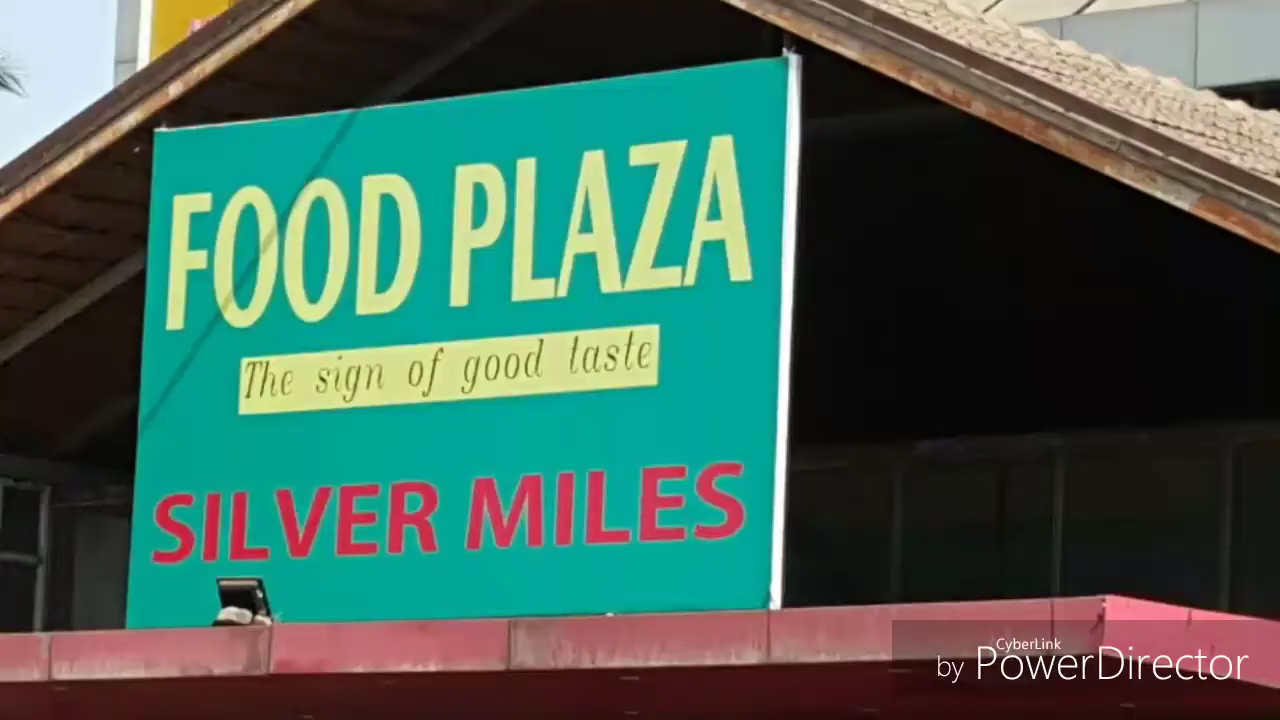 FOOD PLAZA
The sign of good taste
SILVER MILES
CyberLink
by PowerDirector